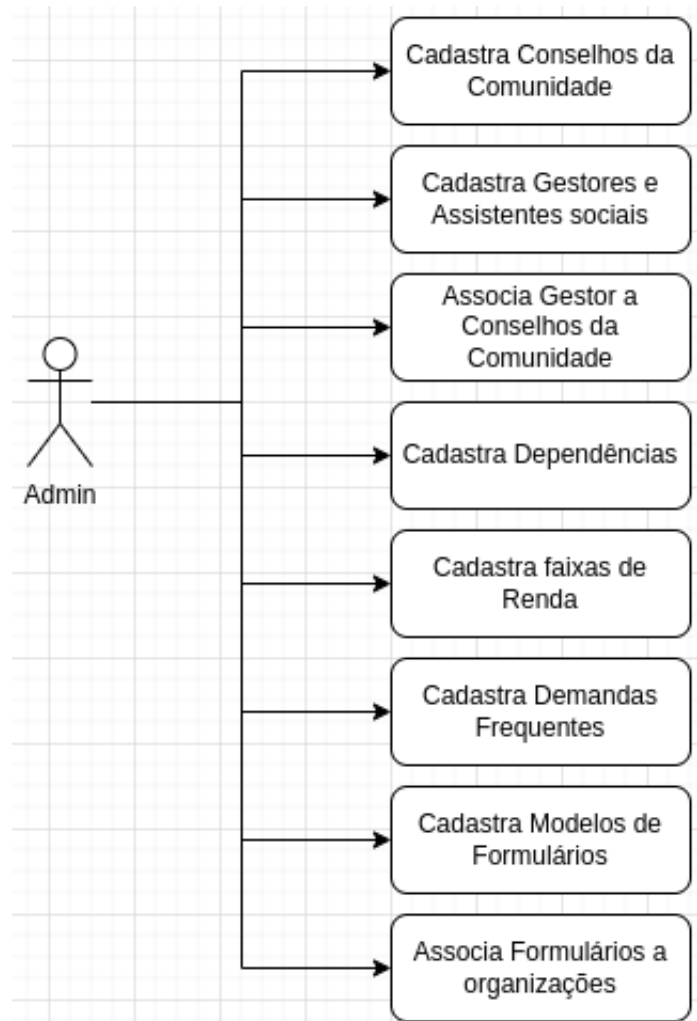 Cadastra Conselhos da
Comunidade
Cadastra Gestores e
Assistentes sociais
Associa Gestor a
Conselhos da
Comunidade
Admin
Cadastra Dependências
Cadastra faixas de
Renda
Cadastra Demandas
Frequentes
Cadastra Modelos de
Formulários
Associa Formulários a
organizações